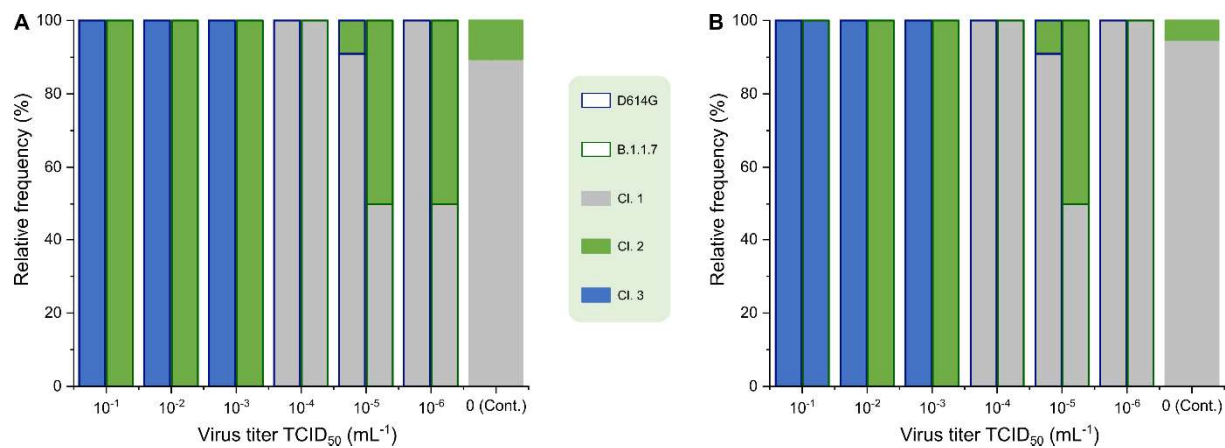 A
100
80
60
40
20
0
Relative frequency (%)
10⁻¹ 10⁻² 10⁻³ 10⁻⁴ 10⁻⁵ 10⁻⁶ 0 (Cont.)
Virus titer TCID₅₀ (mL⁻¹)
D614G
B.1.1.7
Cl. 1
Cl. 2
Cl. 3
B
100
80
60
40
20
0
Relative frequency (%)
10⁻¹ 10⁻² 10⁻³ 10⁻⁴ 10⁻⁵ 10⁻⁶ 0 (Cont.)
Virus titer TCID₅₀ (mL⁻¹)